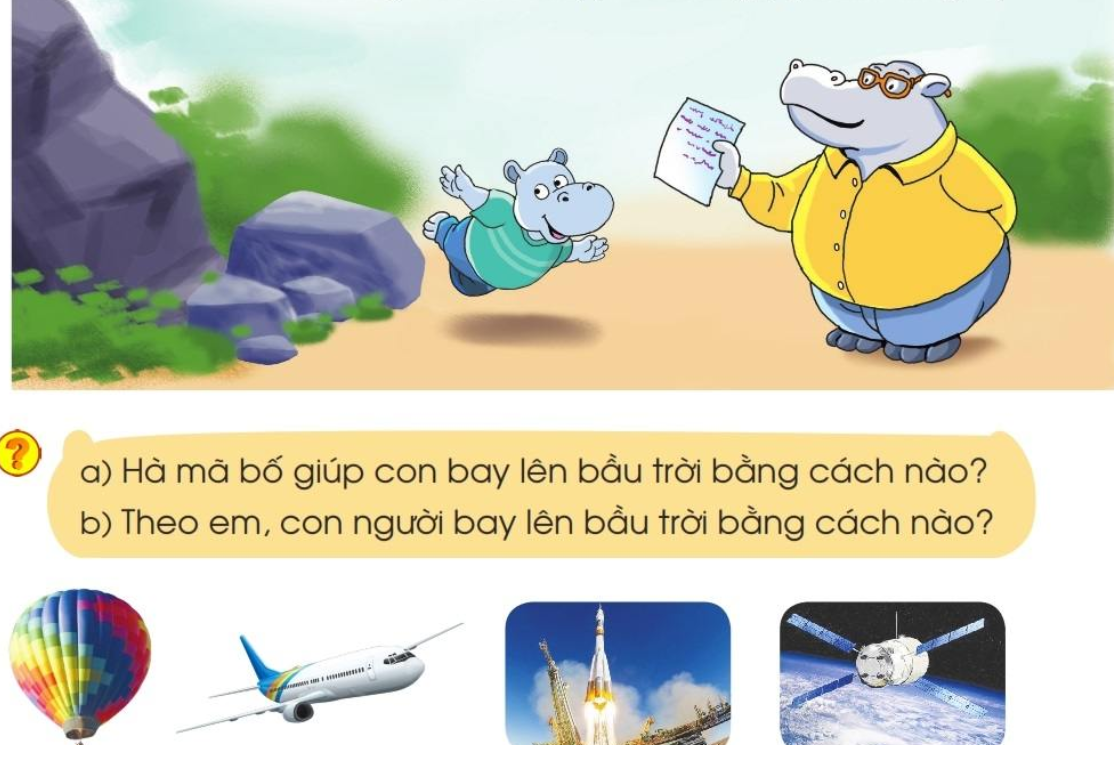 ?
a) Hà mã bố giúp con bay lên bầu trời bằng cách nào?
b) Theo em, con người bay lên bầu trời bằng cách nào?